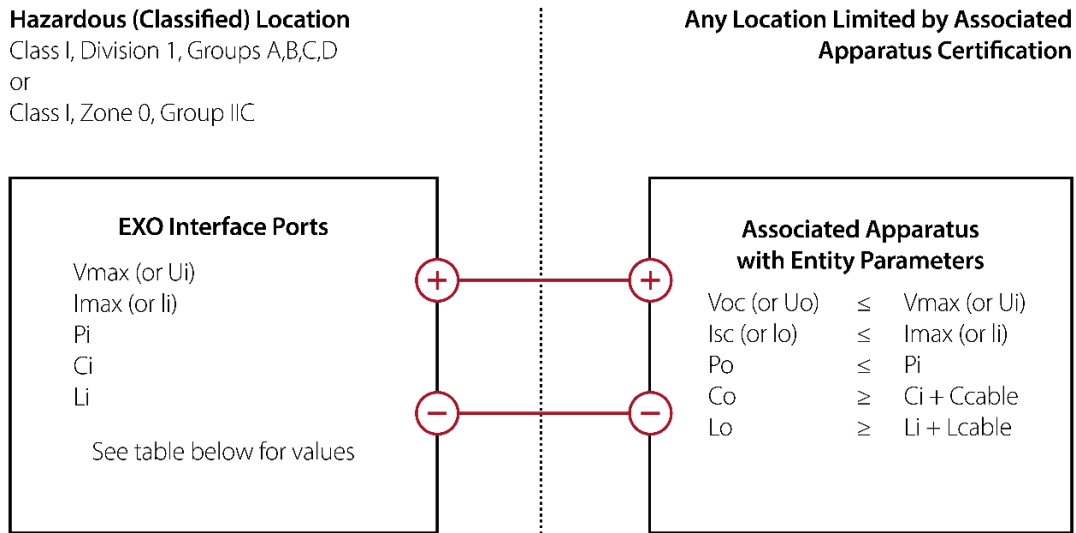 Hazardous (Classified) Location
Class I, Division 1, Groups A,B,C,D
or
Class I, Zone 0, Group IIC
Any Location Limited by Associated
Apparatus Certification
EXO Interface Ports
Vmax (or Ui)
Imax (or Ii)
Pi
Ci
Li
See table below for values
+
−
+
−
Associated Apparatus
with Entity Parameters
Voc (or Uo) ≤ Vmax (or Ui)
Isc (or Io) ≤ Imax (or Ii)
Po ≤ Pi
Co ≥ Ci + Ccable
Lo ≥ Li + Lcable